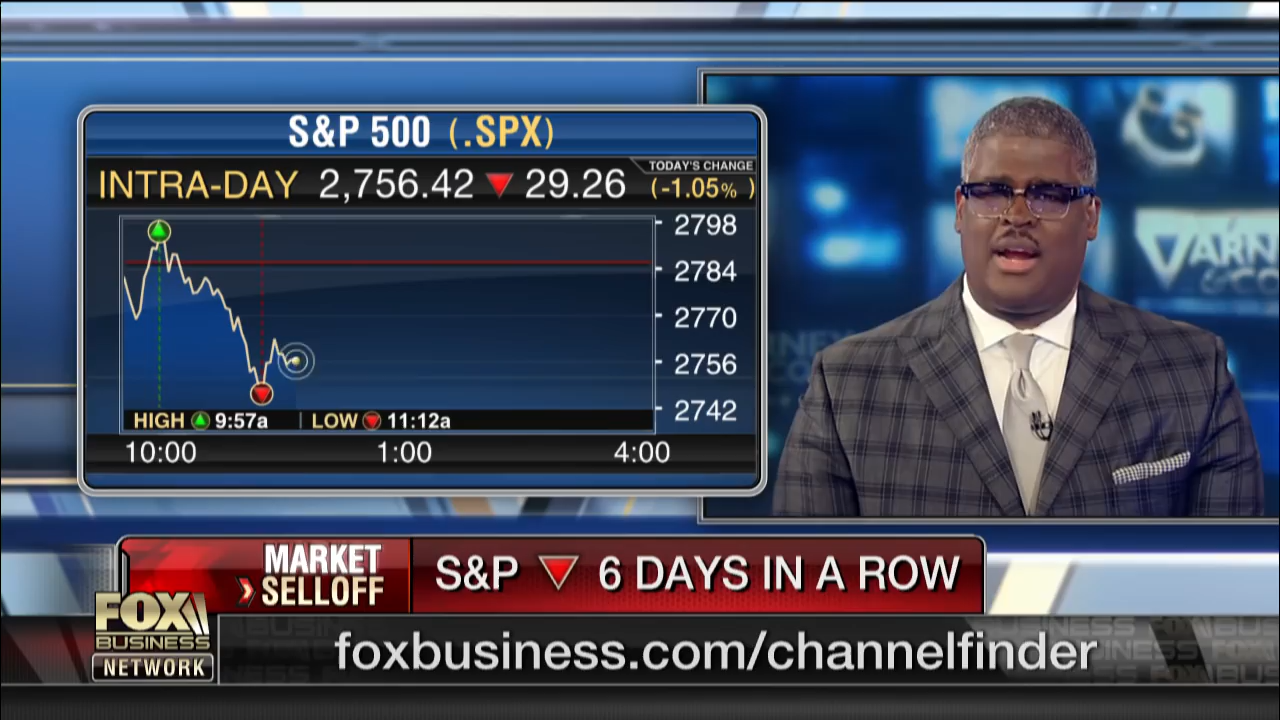 S&P 500 (.SPX)
TODAY'S CHANGE
INTRA-DAY 2,756.42 ▼ 29.26 (-1.05%)
2798
2784
2770
2756
2742
HIGH ▲ 9:57a | LOW ▼ 11:12a
10:00 1:00 4:00
&
VARN
& CO
MARKET
SELLOFF
S&P ▼ 6 DAYS IN A ROW
FOX
BUSINESS
NETWORK
foxbusiness.com/channelfinder